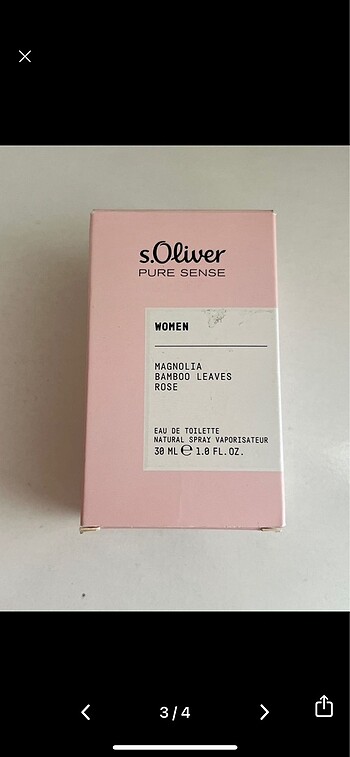 s.Oliver
PURE SENSE
WOMEN
MAGNOLIA
BAMBOO LEAVES
ROSE
EAU DE TOILETTE
NATURAL SPRAY VAPORISATEUR
30 ML ℮ 1.0 FL.OZ.
3/4